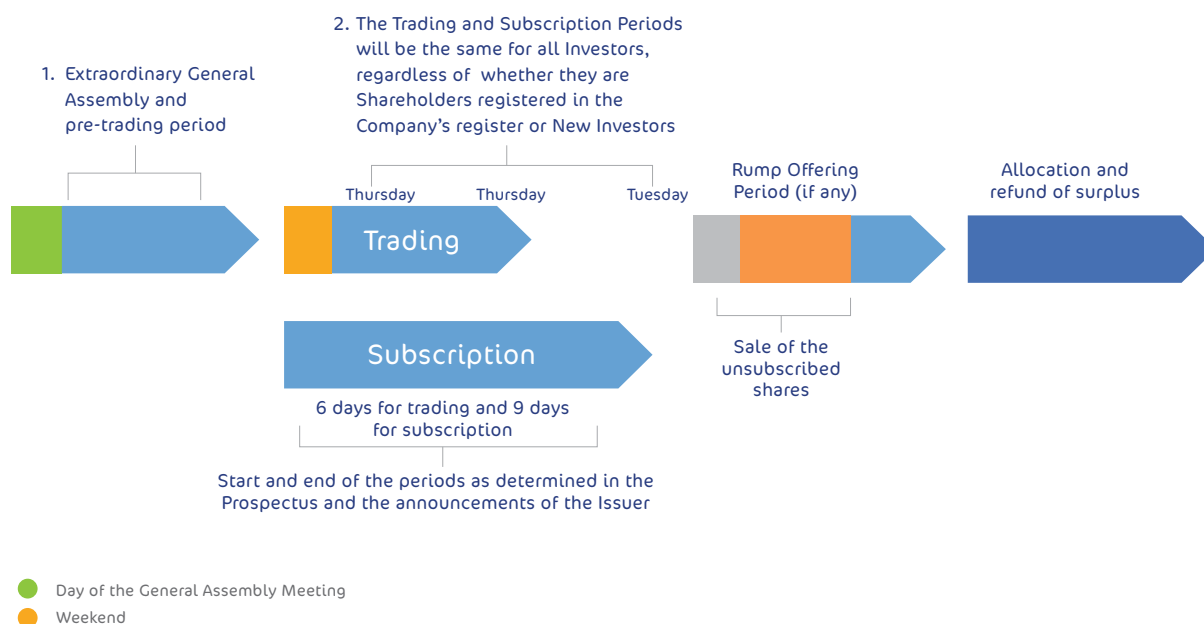 1. Extraordinary General
Assembly and
pre-trading period
2. The Trading and Subscription Periods
will be the same for all Investors,
regardless of whether they are
Shareholders registered in the
Company's register or New Investors
Thursday
Thursday
Tuesday
Trading
Subscription
6 days for trading and 9 days
for subscription
Start and end of the periods as determined in the
Prospectus and the announcements of the Issuer
Rump Offering
Period (if any)
Sale of the
unsubscribed
shares
Allocation and
refund of surplus
Day of the General Assembly Meeting
Weekend